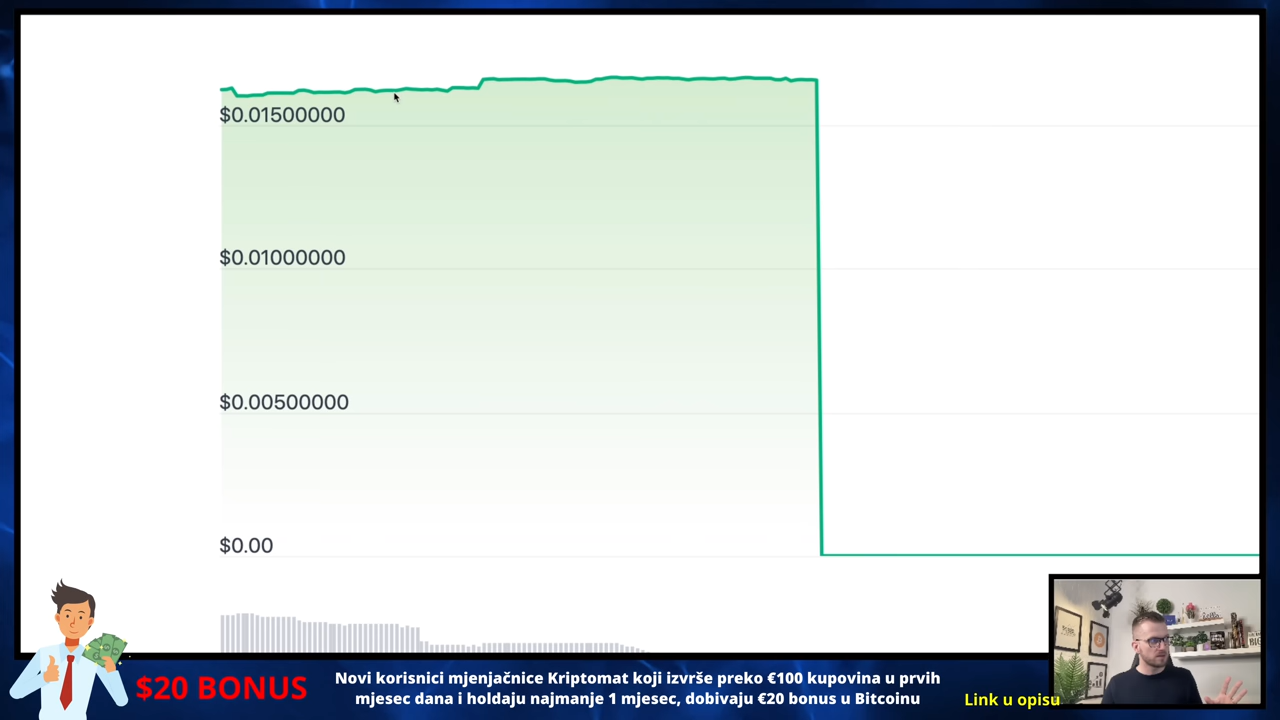 $0.01500000
$0.01000000
$0.00500000
$0.00
$20 BONUS
Novi korisnici mjenjačnice Kriptomat koji izvrše preko €100 kupovina u prvih
mjesec dana i holdaju najmanje 1 mjesec, dobivaju €20 bonus u Bitcoinu
Link u opisu
hello